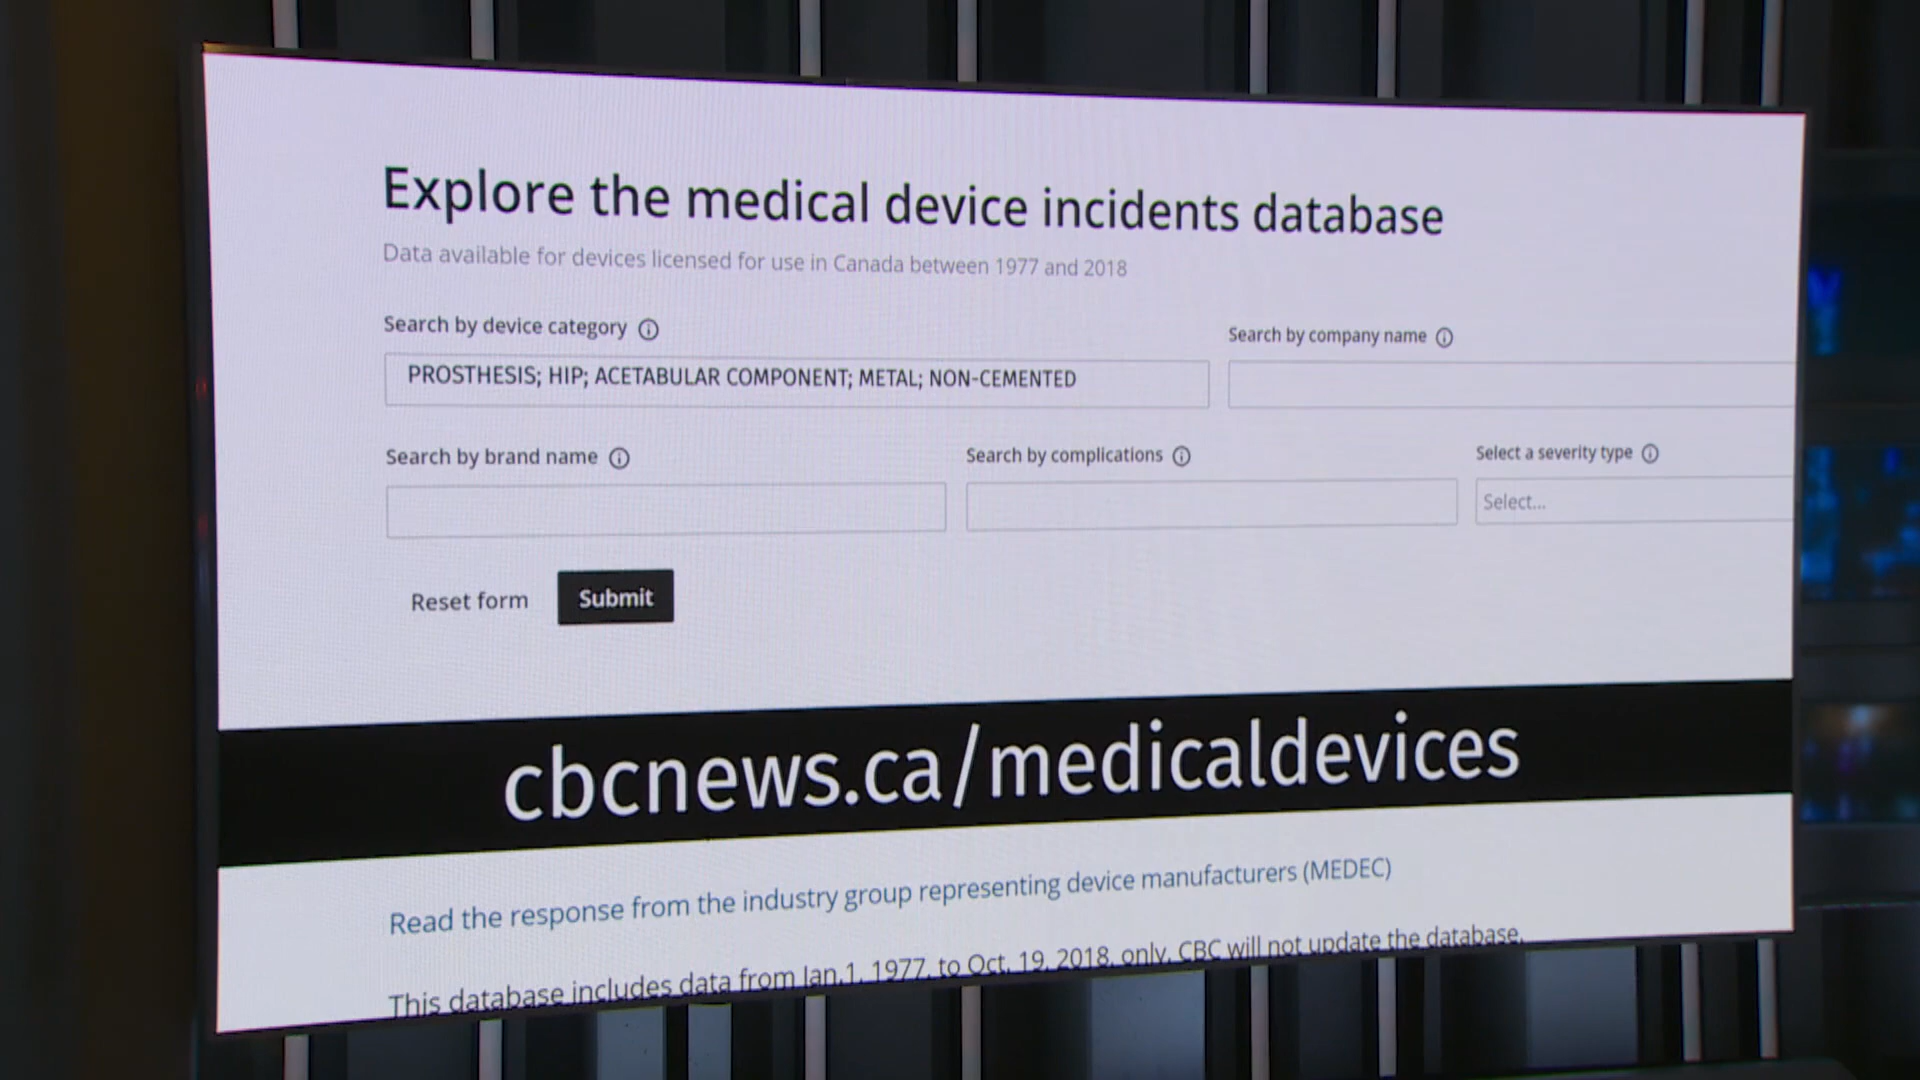 Explore the medical device incidents database
Data available for devices licensed for use in Canada between 1977 and 2018
Search by device category
Search by company name
PROSTHESIS; HIP; ACETABULAR COMPONENT; METAL; NON-CEMENTED
Search by brand name
Search by complications
Select a severity type
Select...
Reset form
Submit
cbcnews.ca/medicaldevices
Read the response from the industry group representing device manufacturers (MEDEC)
This database includes data from Jan.1, 1977, to Oct. 19, 2018, only. CBC will not update the database.